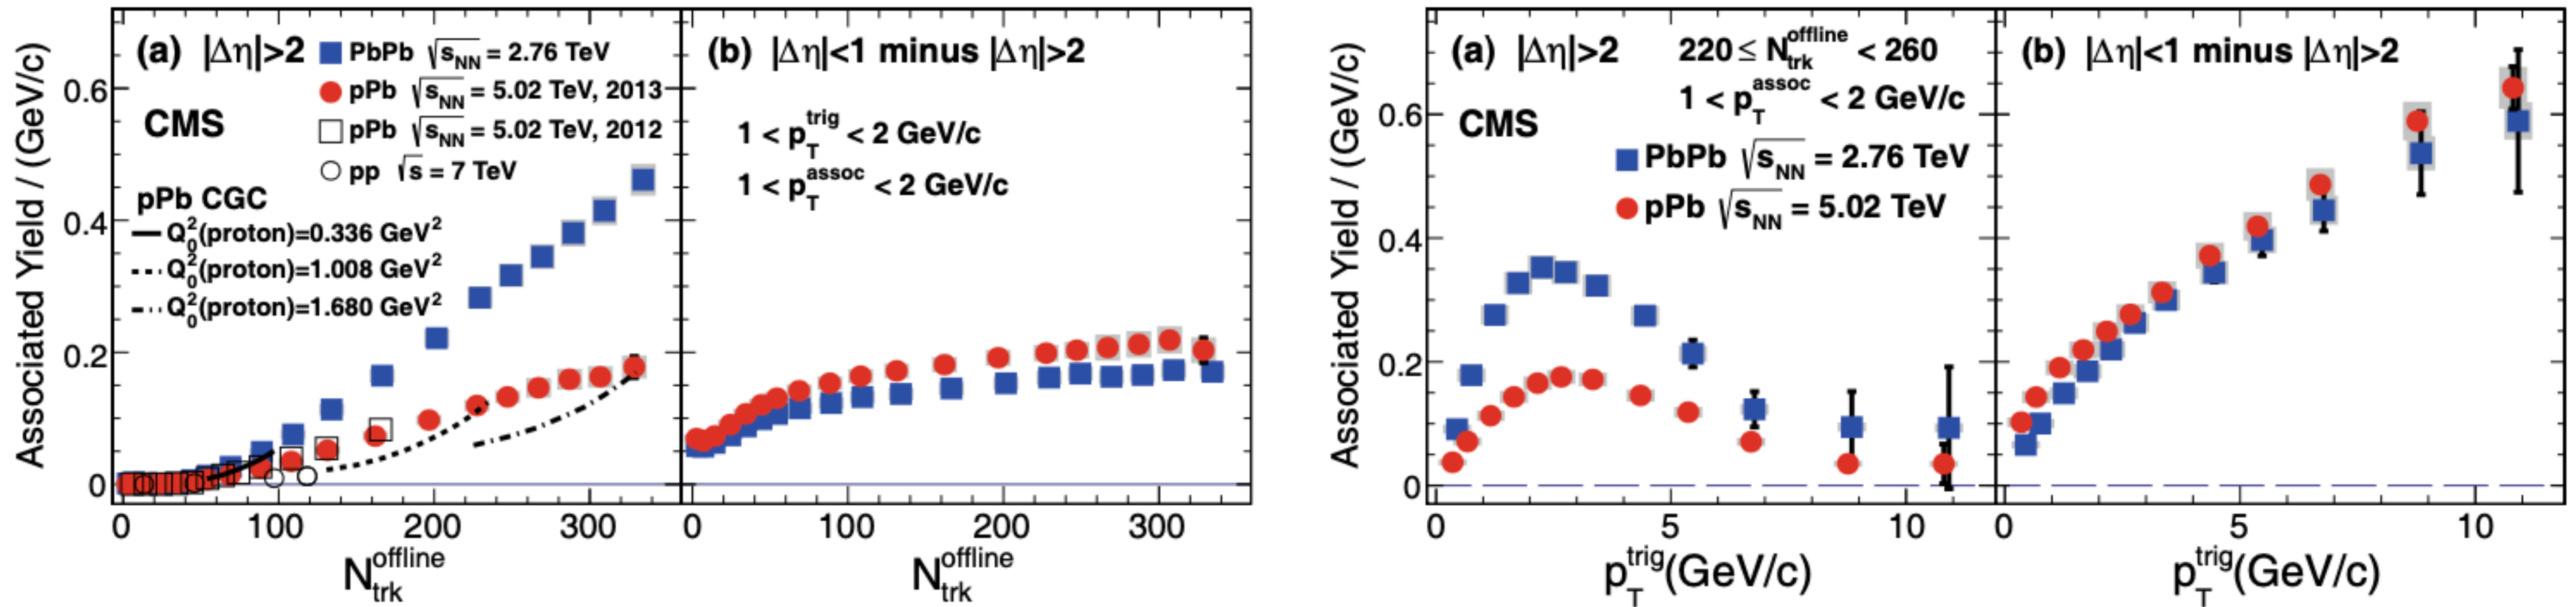 (a) |Δη|>2
PbPb √sNN = 2.76 TeV
pPb √sNN = 5.02 TeV, 2013
CMS
pPb √sNN = 5.02 TeV, 2012
pp √s = 7 TeV
pPb CGC
Q₀²(proton)=0.336 GeV²
Q₀²(proton)=1.008 GeV²
Q₀²(proton)=1.680 GeV²
Associated Yield / (GeV/c)
0.6
0.4
0.2
0
0 100 200 300
N trk offline
(b) |Δη|<1 minus |Δη|>2
1 < pT trig < 2 GeV/c
1 < pT assoc < 2 GeV/c
0 100 200 300
N trk offline
(a) |Δη|>2
220 ≤ N trk offline < 260
1 < pT assoc < 2 GeV/c
CMS
PbPb √sNN = 2.76 TeV
pPb √sNN = 5.02 TeV
Associated Yield / (GeV/c)
0.6
0.4
0.2
0
0 5 10
pT trig(GeV/c)
(b) |Δη|<1 minus |Δη|>2
0 5 10
pT trig(GeV/c)